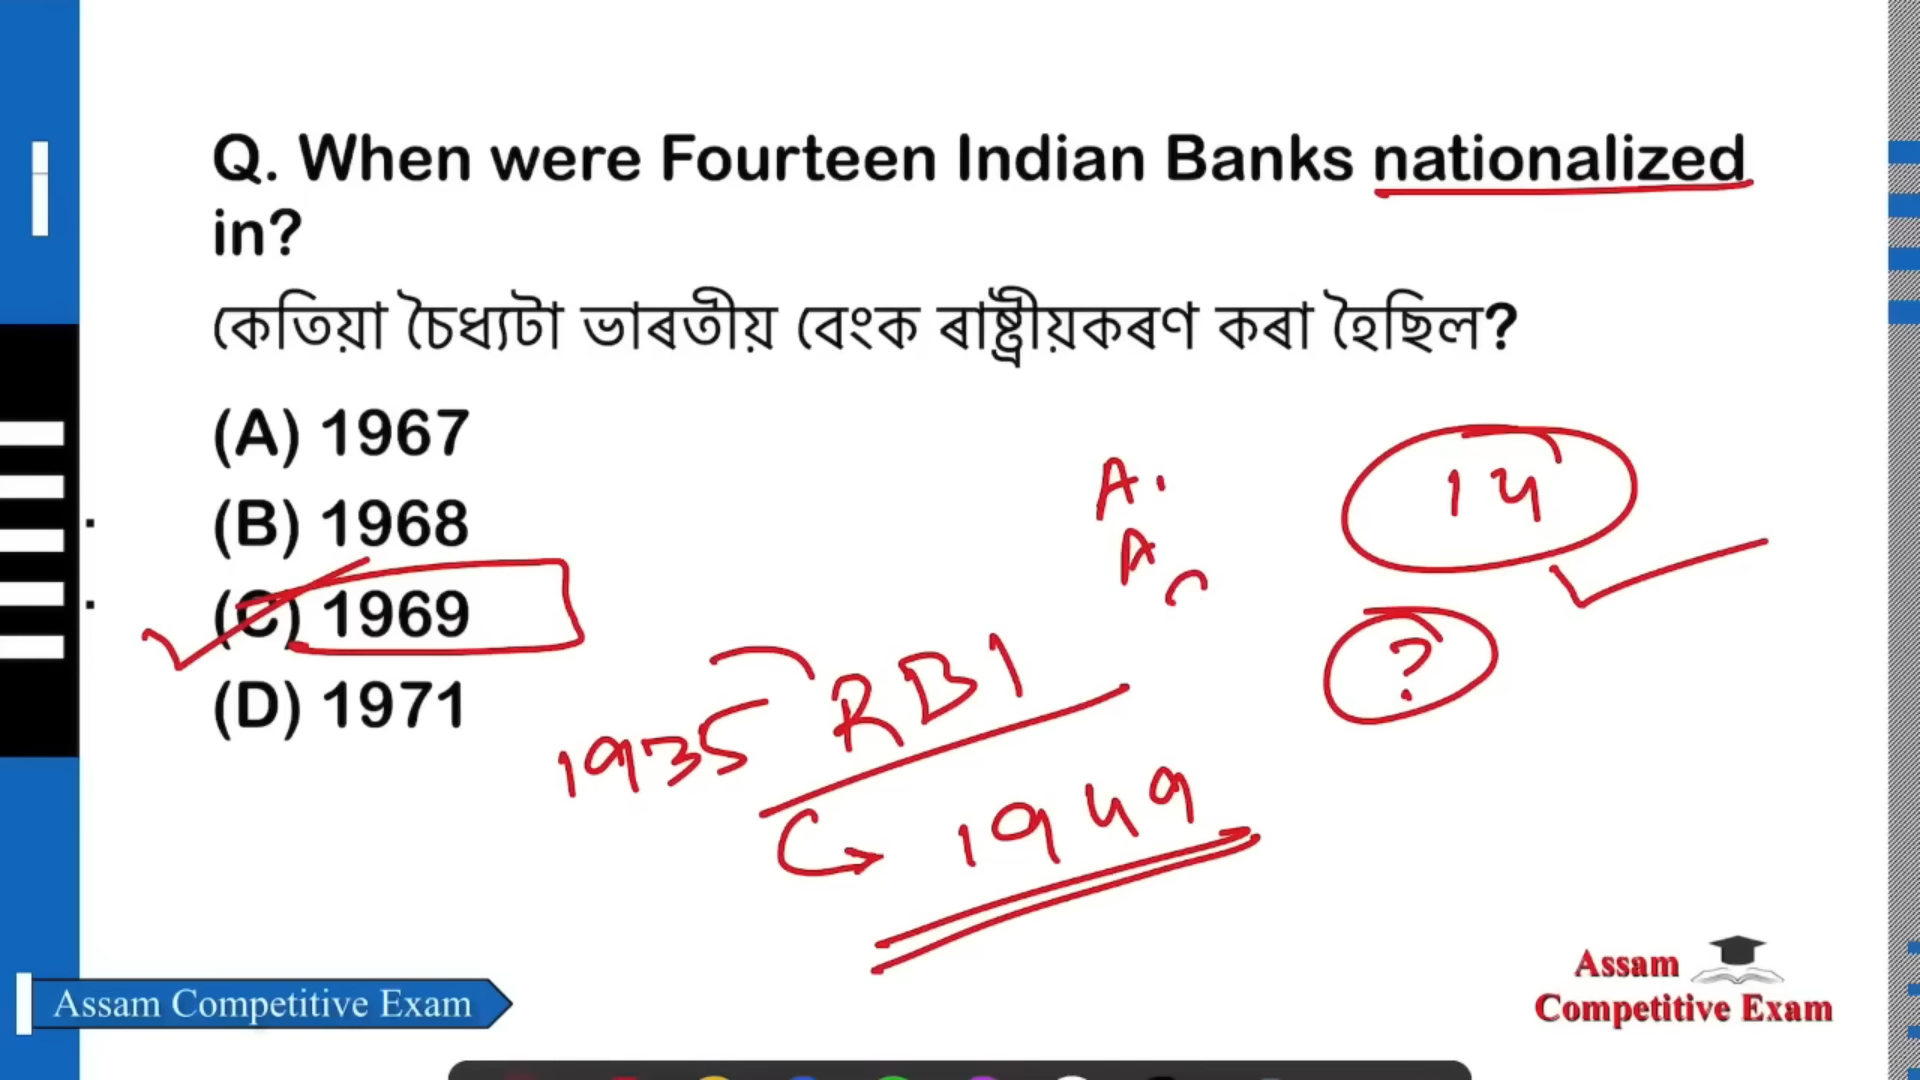 Q. When were Fourteen Indian Banks nationalized
in?
কেতিয়া চৈধ্যটা ভাৰতীয় বেংক ৰাষ্ট্ৰীয়কৰণ কৰা হৈছিল?
(A) 1967
(B) 1968
(C) 1969
(D) 1971
A.
A
14
?
1935 RBI
1949
Assam Competitive Exam
Assam
Competitive Exam